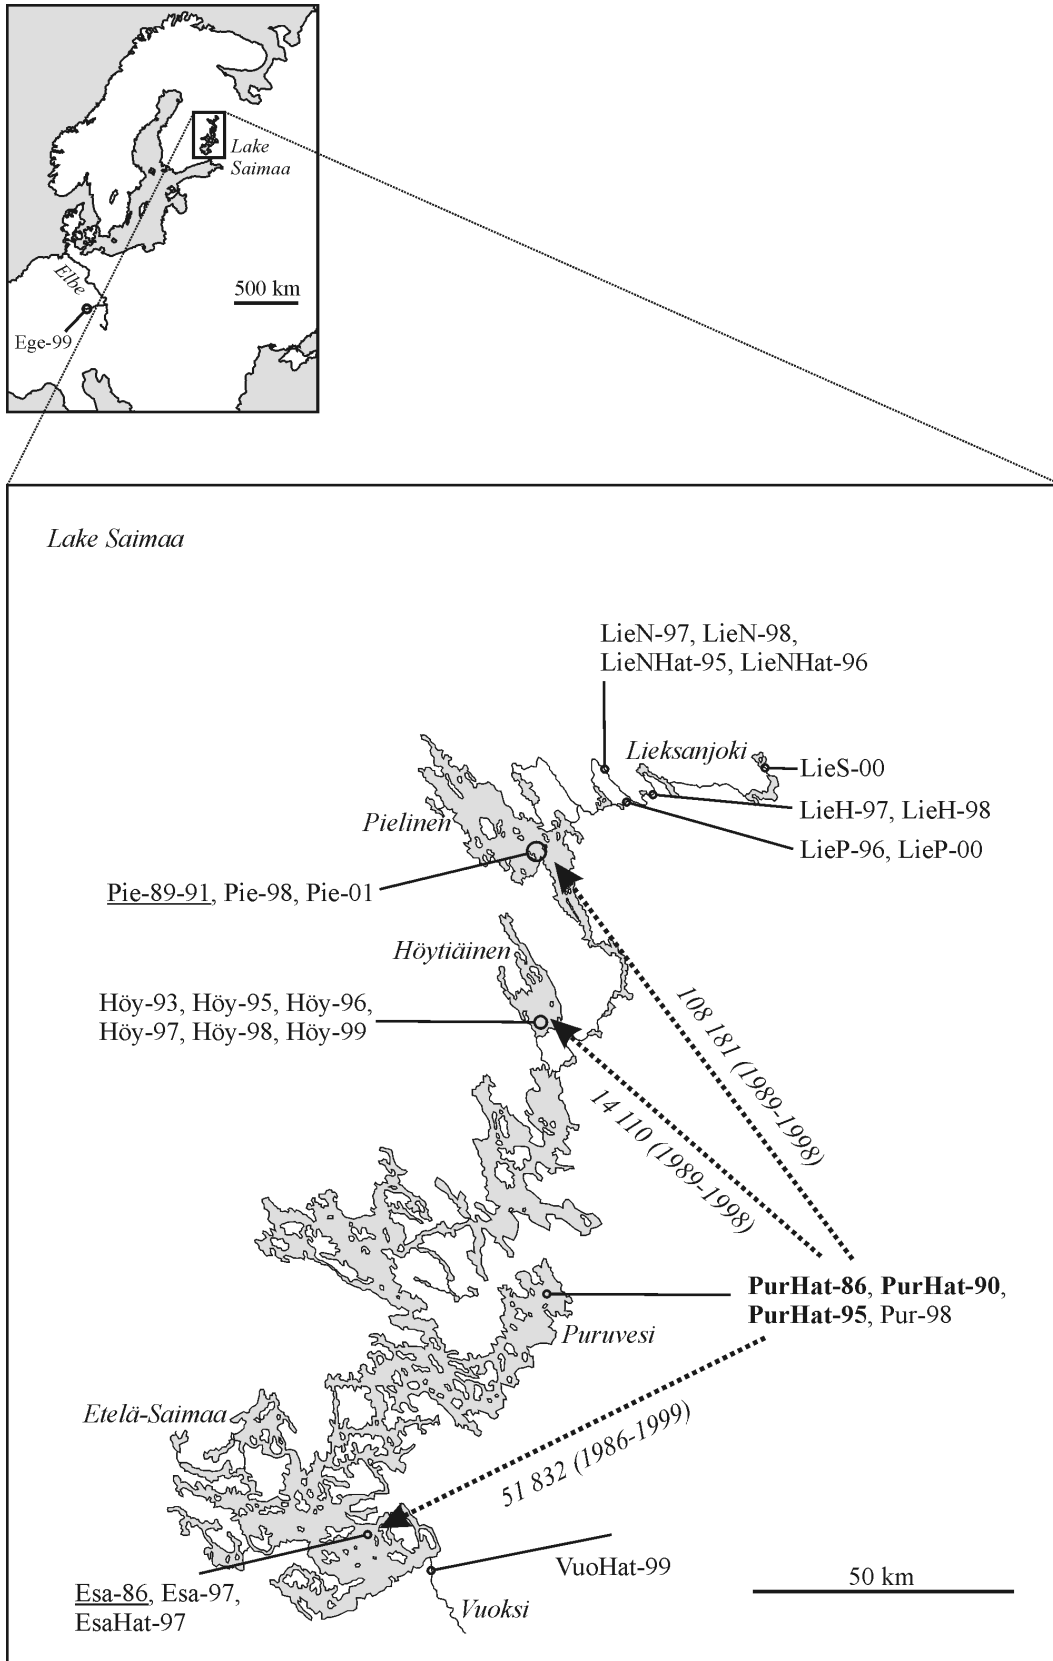 Lake
Saimaa
Elbe
500 km
Ege-99
Lake Saimaa
LieN-97, LieN-98,
LieNHat-95, LieNHat-96
Lieksanjoki
LieS-00
LieH-97, LieH-98
Pielinen
LieP-96, LieP-00
Pie-89-91, Pie-98, Pie-01
Höytiäinen
Höy-93, Höy-95, Höy-96,
Höy-97, Höy-98, Höy-99
108 181 (1989-1998)
14 110 (1989-1998)
PurHat-86, PurHat-90,
PurHat-95, Pur-98
Puruvesi
Etelä-Saimaa
51 832 (1986-1999)
VuoHat-99
50 km
Esa-86, Esa-97,
EsaHat-97
Vuoksi